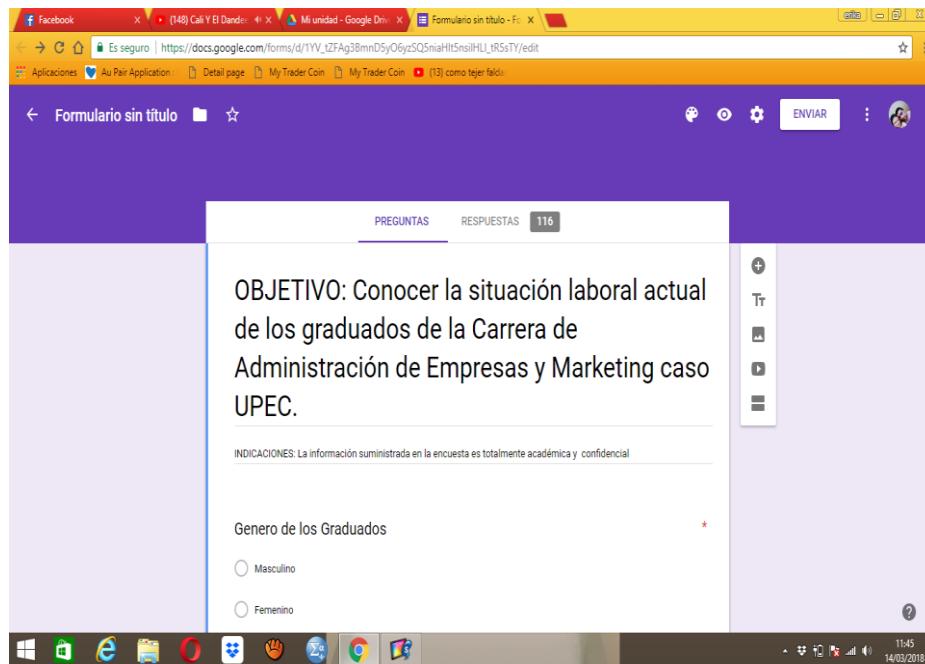 Facebook
(148) Cali Y El Dandee
Mi unidad - Google Driv
Formulario sin título - Fo
Es seguro
https://docs.google.com/forms/d/1YV_tZFAg3BmnD5yO6yzSQ5niaHIt5nsilHLI_tR5sTY/edit
Aplicaciones
Au Pair Application
Detail page
My Trader Coin
My Trader Coin
(13) como tejer falda
Formulario sin título
ENVIAR
PREGUNTAS
RESPUESTAS
116
OBJETIVO: Conocer la situación laboral actual
de los graduados de la Carrera de
Administración de Empresas y Marketing caso
UPEC.
INDICACIONES: La información suministrada en la encuesta es totalmente académica y confidencial
Genero de los Graduados
*
Masculino
Femenino
11:45
14/03/2018